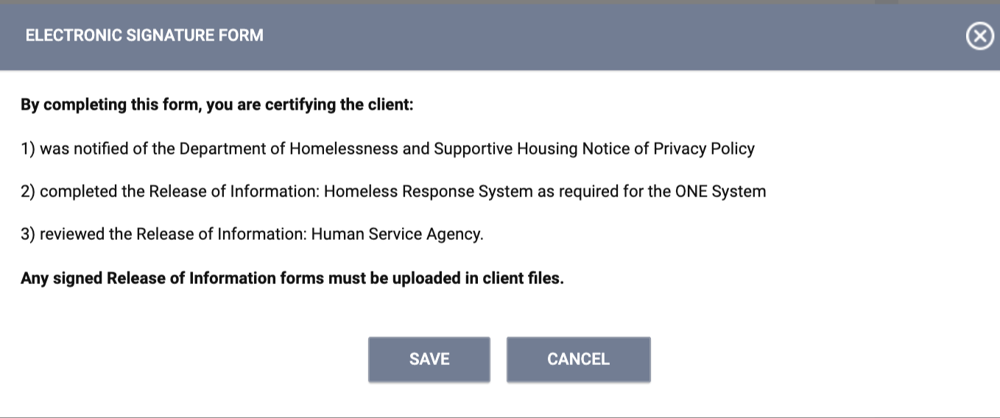 ELECTRONIC SIGNATURE FORM
By completing this form, you are certifying the client:
1) was notified of the Department of Homelessness and Supportive Housing Notice of Privacy Policy
2) completed the Release of Information: Homeless Response System as required for the ONE System
3) reviewed the Release of Information: Human Service Agency.
Any signed Release of Information forms must be uploaded in client files.
SAVE
CANCEL